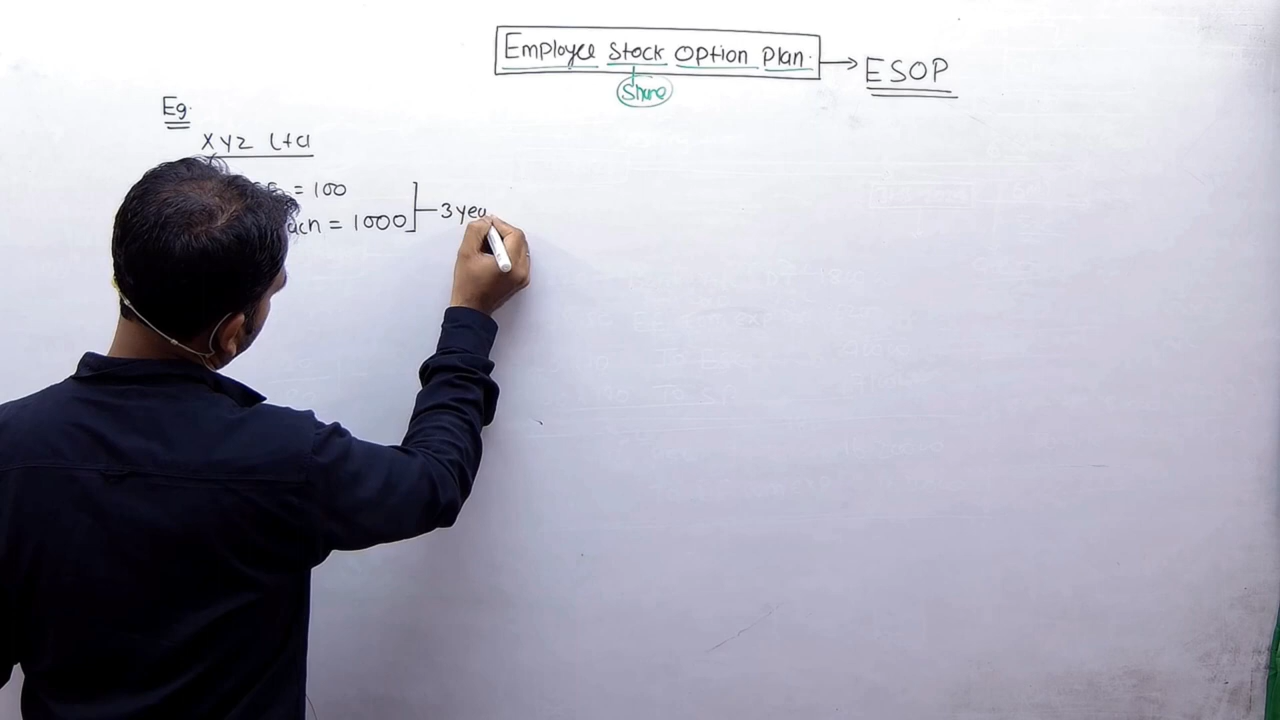 Employee Stock Option Plan. → ESOP
Share
Eg.
XYZ Ltd
= 100
= 1000 ] 3 yea